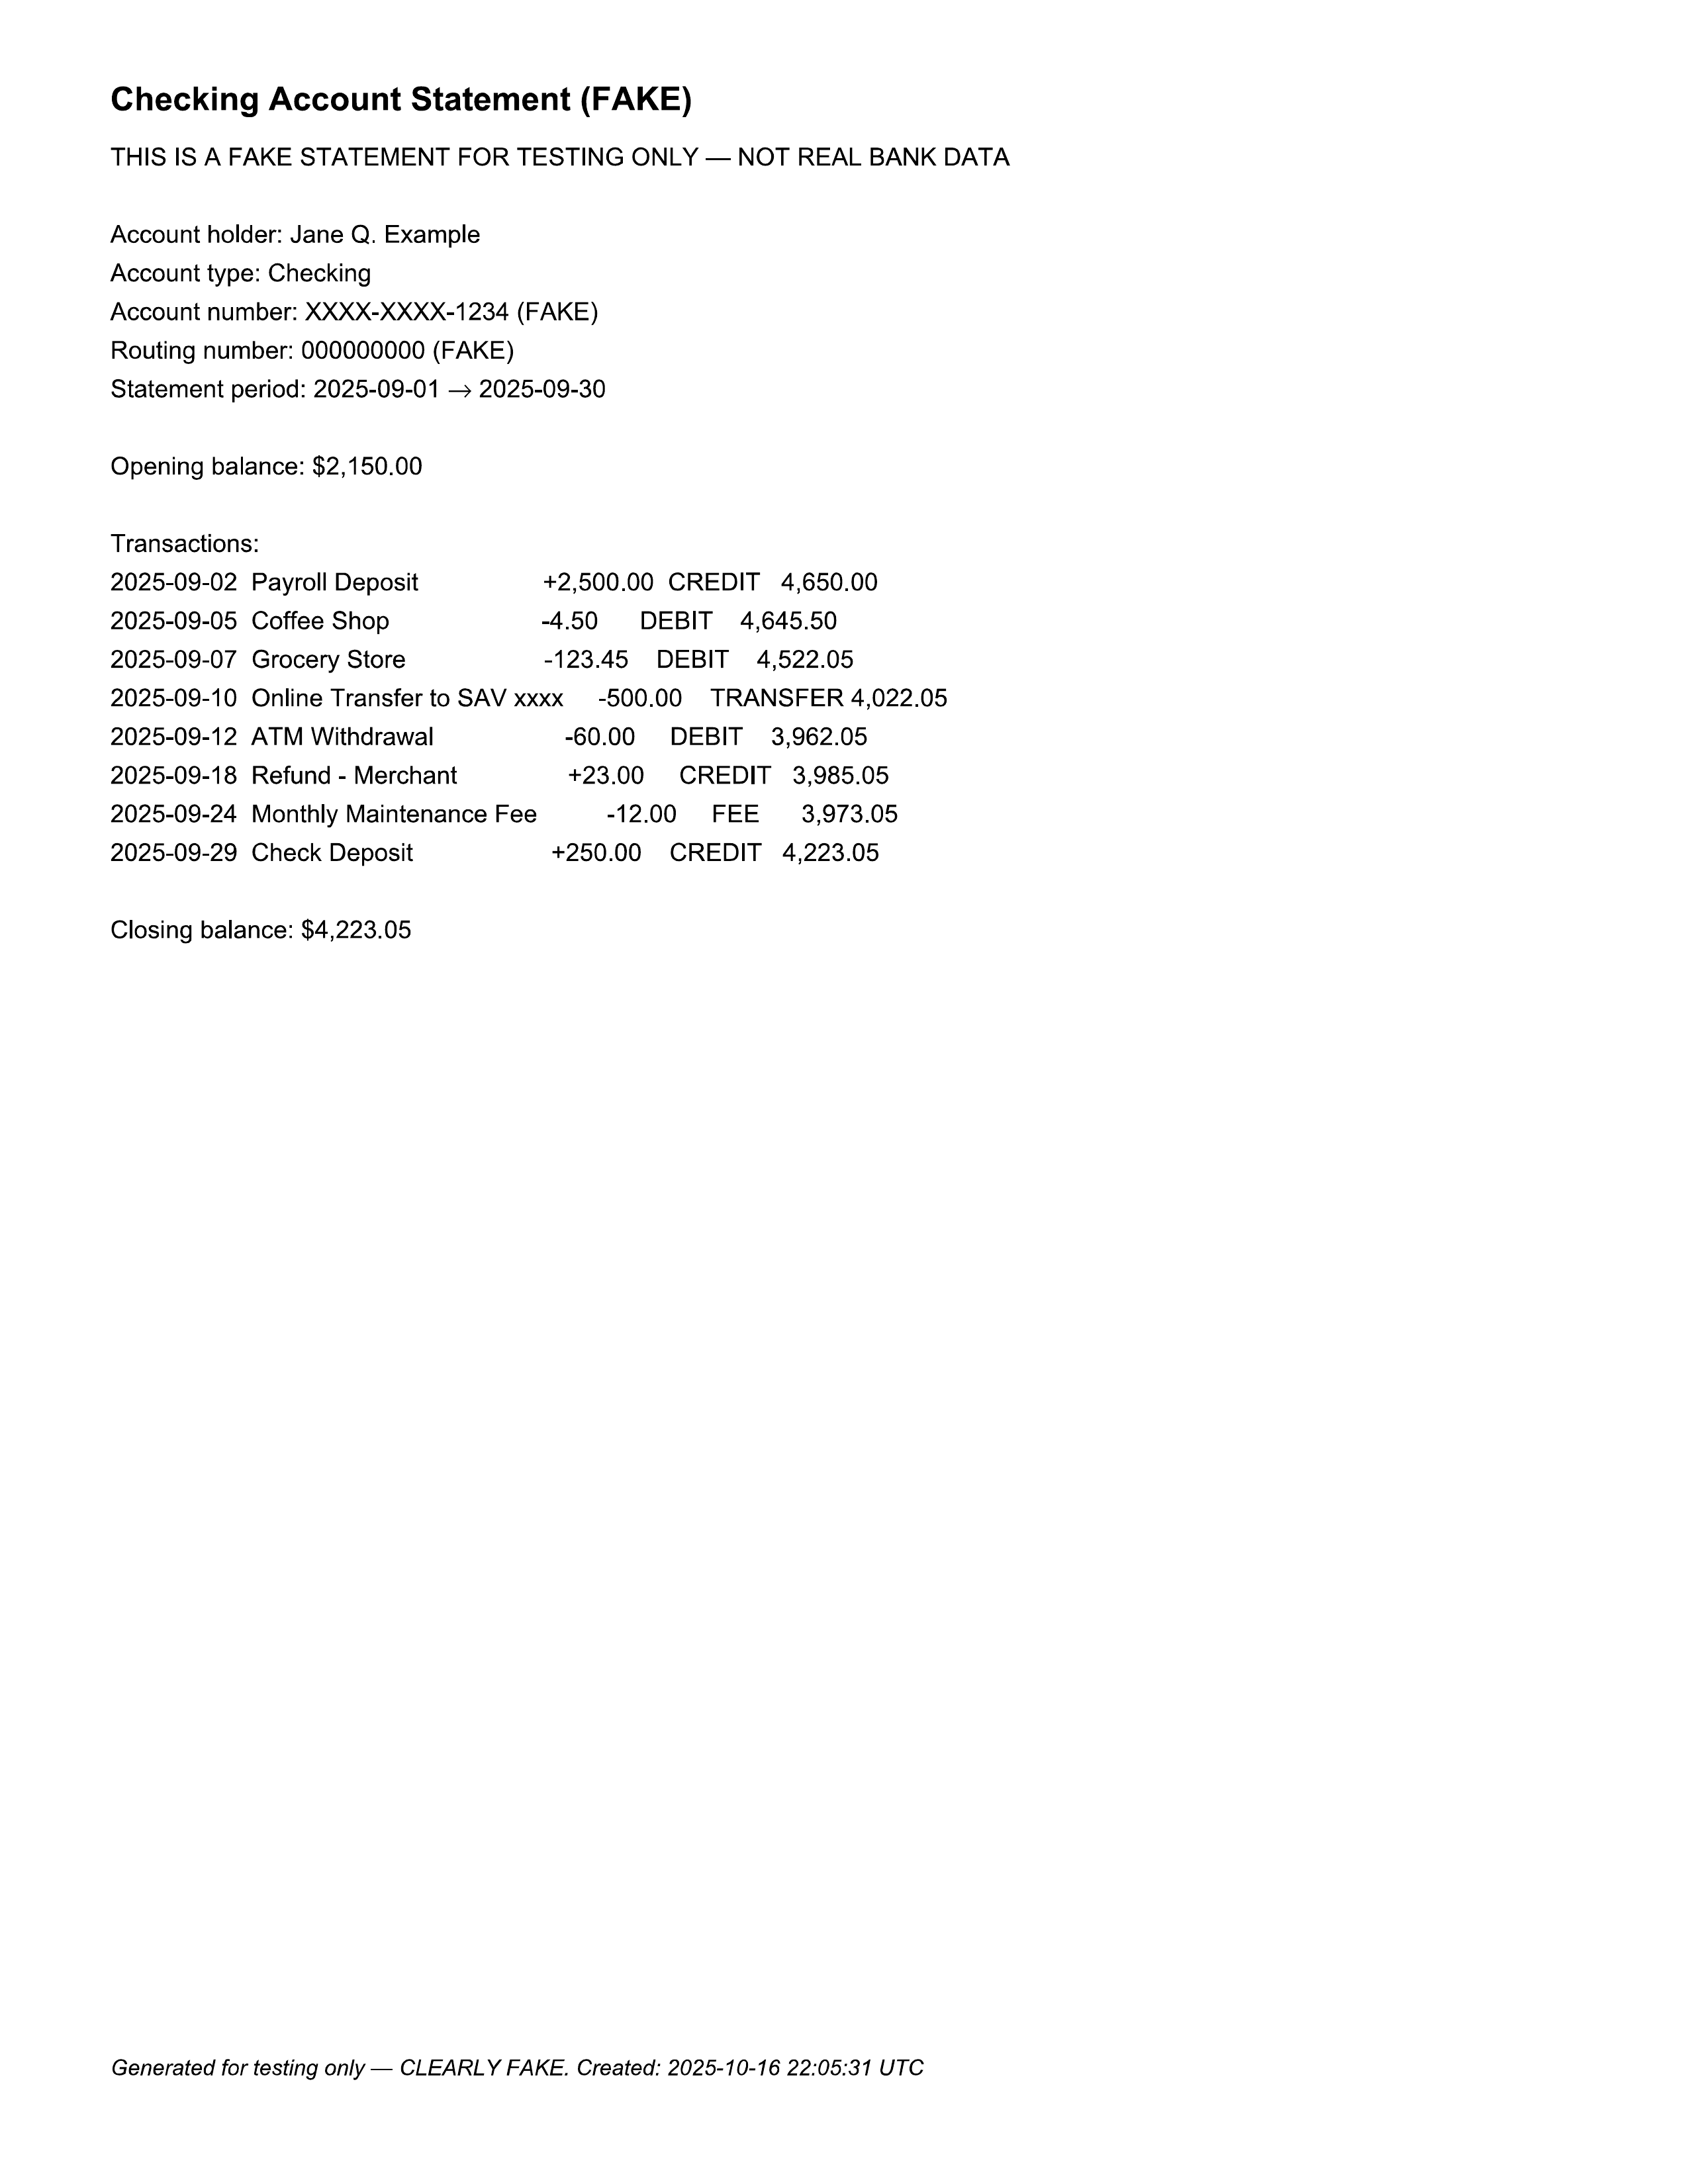 Checking Account Statement (FAKE)
THIS IS A FAKE STATEMENT FOR TESTING ONLY — NOT REAL BANK DATA
Account holder: Jane Q. Example
Account type: Checking
Account number: XXXX-XXXX-1234 (FAKE)
Routing number: 000000000 (FAKE)
Statement period: 2025-09-01 → 2025-09-30
Opening balance: $2,150.00
Transactions:
2025-09-02 Payroll Deposit +2,500.00 CREDIT 4,650.00
2025-09-05 Coffee Shop -4.50 DEBIT 4,645.50
2025-09-07 Grocery Store -123.45 DEBIT 4,522.05
2025-09-10 Online Transfer to SAV xxxx -500.00 TRANSFER 4,022.05
2025-09-12 ATM Withdrawal -60.00 DEBIT 3,962.05
2025-09-18 Refund - Merchant +23.00 CREDIT 3,985.05
2025-09-24 Monthly Maintenance Fee -12.00 FEE 3,973.05
2025-09-29 Check Deposit +250.00 CREDIT 4,223.05
Closing balance: $4,223.05
Generated for testing only — CLEARLY FAKE. Created: 2025-10-16 22:05:31 UTC